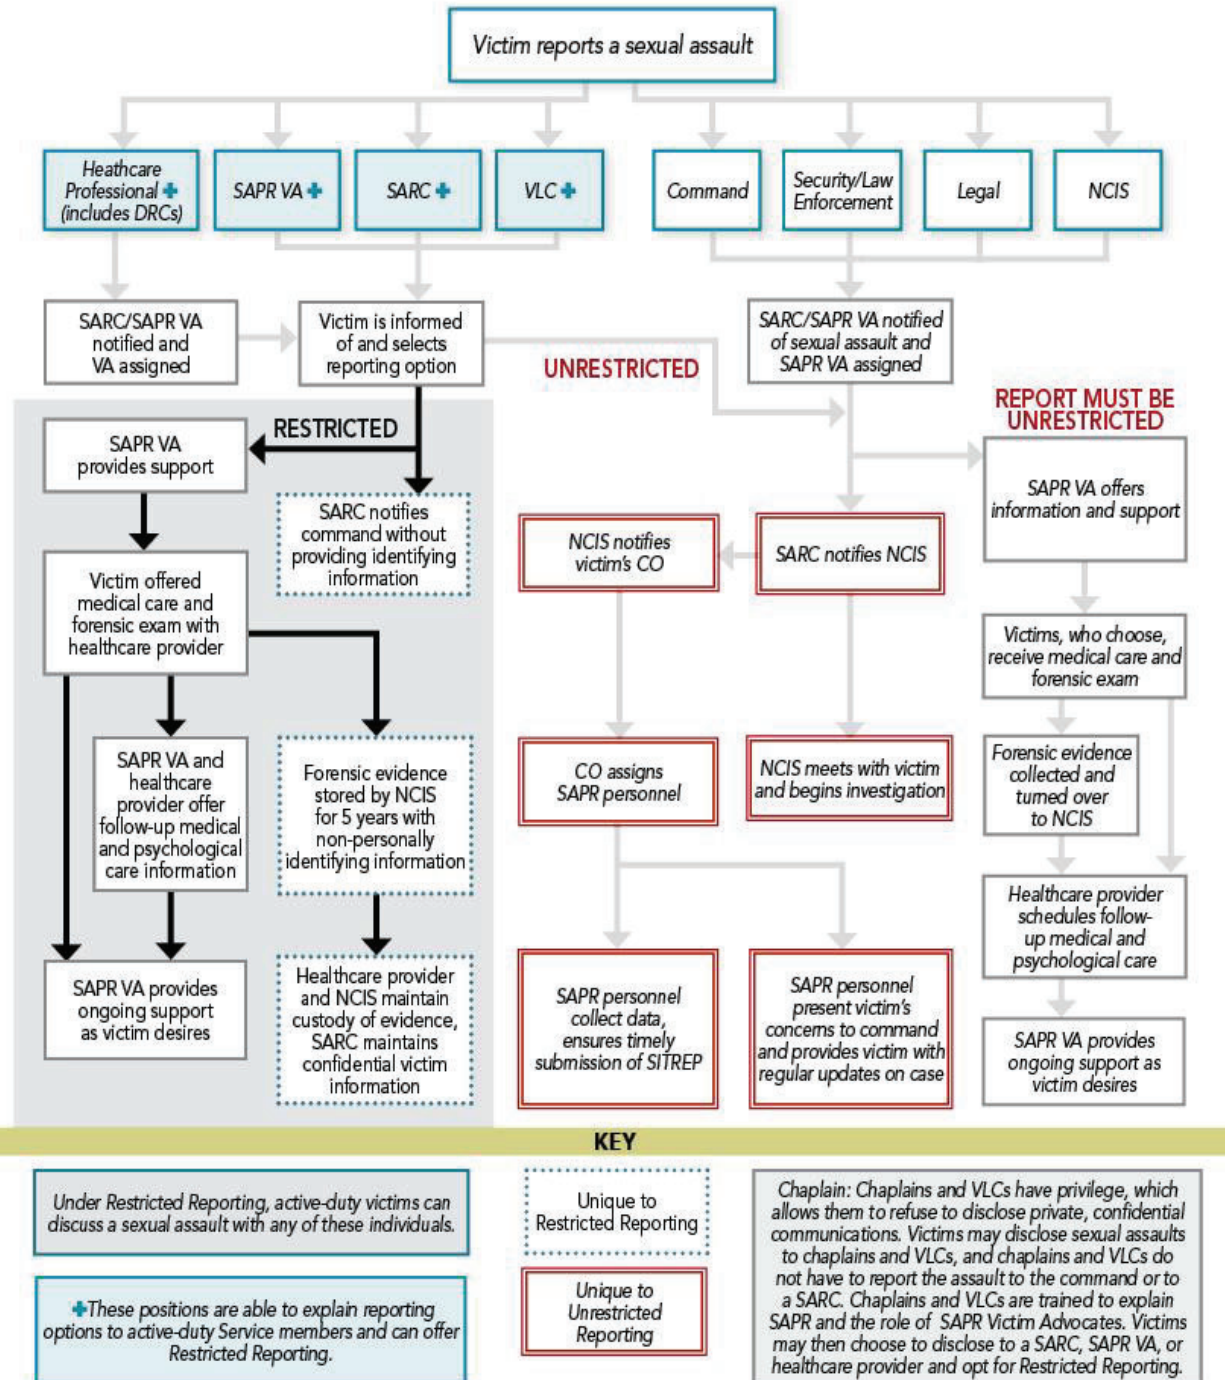 Victim reports a sexual assault
Heathcare
Professional ✚
(includes DRCs)
SAPR VA ✚
SARC ✚
VLC ✚
Command
Security/Law
Enforcement
Legal
NCIS
SARC/SAPR VA
notified and
VA assigned
Victim is informed
of and selects
reporting option
SARC/SAPR VA notified
of sexual assault and
SAPR VA assigned
UNRESTRICTED
REPORT MUST BE
UNRESTRICTED
RESTRICTED
SAPR VA
provides support
SARC notifies
command without
providing identifying
information
NCIS notifies
victim's CO
SARC notifies NCIS
SAPR VA offers
information and support
Victim offered
medical care and
forensic exam with
healthcare provider
Victims, who choose,
receive medical care and
forensic exam
SAPR VA and
healthcare
provider offer
follow-up medical
and psychological
care information
Forensic evidence
stored by NCIS
for 5 years with
non-personally
identifying information
CO assigns
SAPR personnel
NCIS meets with victim
and begins investigation
Forensic evidence
collected and
turned over
to NCIS
Healthcare provider
schedules follow-
up medical and
psychological care
SAPR VA provides
ongoing support
as victim desires
Healthcare provider
and NCIS maintain
custody of evidence,
SARC maintains
confidential victim
information
SAPR personnel
collect data,
ensures timely
submission of SITREP
SAPR personnel
present victim's
concerns to command
and provides victim with
regular updates on case
SAPR VA provides
ongoing support as
victim desires
KEY
Under Restricted Reporting, active-duty victims can
discuss a sexual assault with any of these individuals.
✚These positions are able to explain reporting
options to active-duty Service members and can offer
Restricted Reporting.
Unique to
Restricted Reporting
Unique to
Unrestricted
Reporting
Chaplain: Chaplains and VLCs have privilege, which
allows them to refuse to disclose private, confidential
communications. Victims may disclose sexual assaults
to chaplains and VLCs, and chaplains and VLCs do
not have to report the assault to the command or to
a SARC. Chaplains and VLCs are trained to explain
SAPR and the role of SAPR Victim Advocates. Victims
may then choose to disclose to a SARC, SAPR VA, or
healthcare provider and opt for Restricted Reporting.